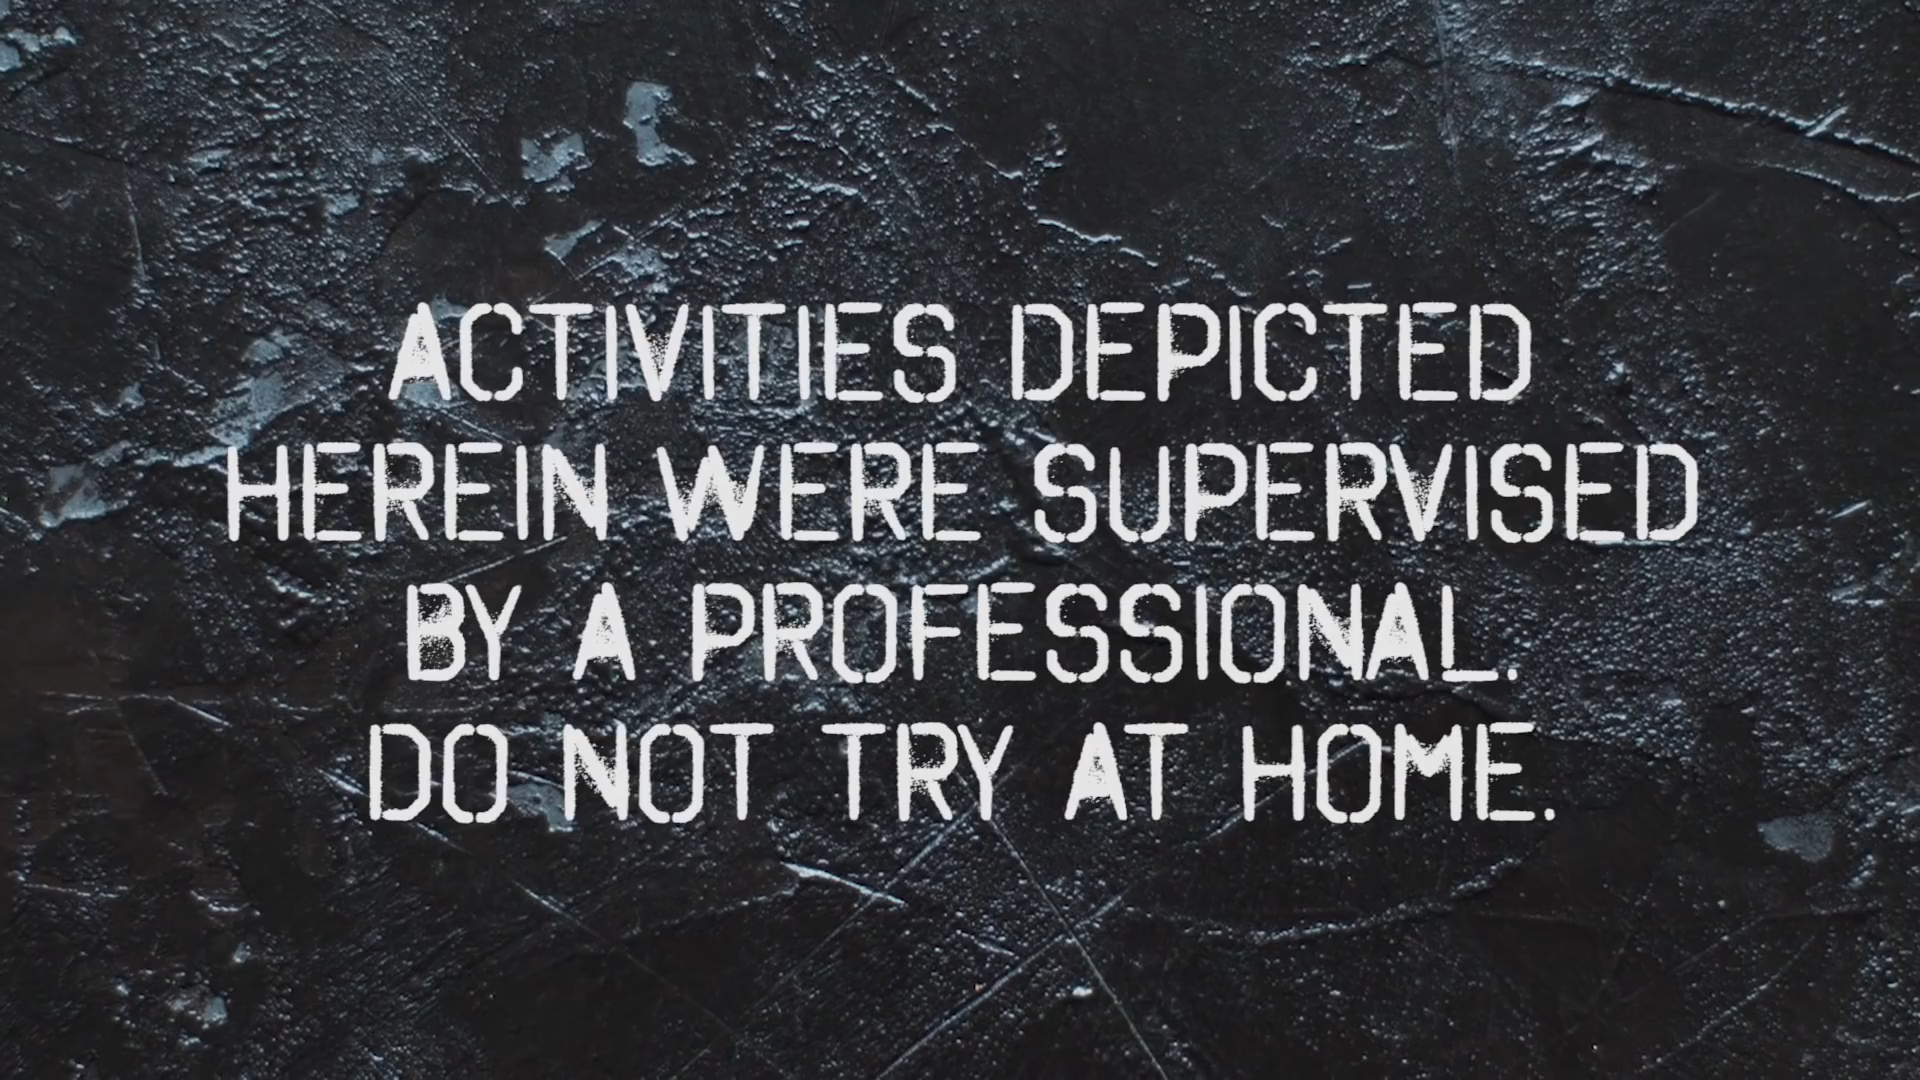 ACTIVITIES DEPICTED
HEREIN WERE SUPERVISED
BY A PROFESSIONAL.
DO NOT TRY AT HOME.